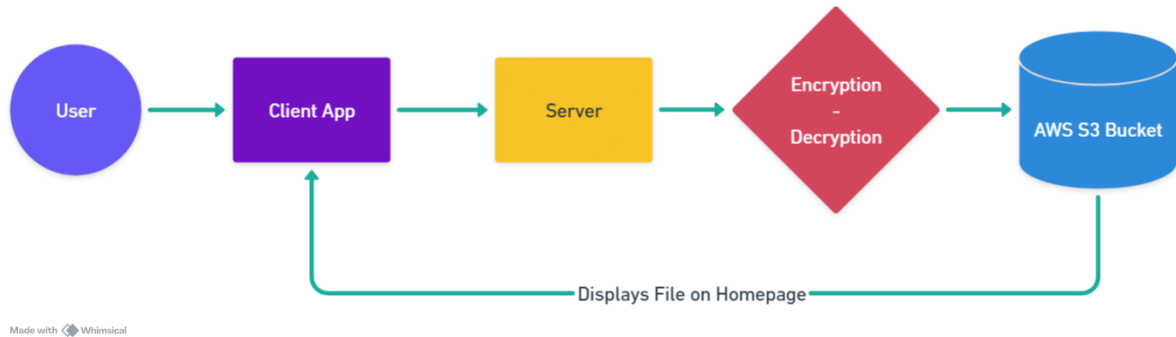 User
Client App
Server
Encryption
-
Decryption
AWS S3 Bucket
Displays File on Homepage
Made with Whimsical